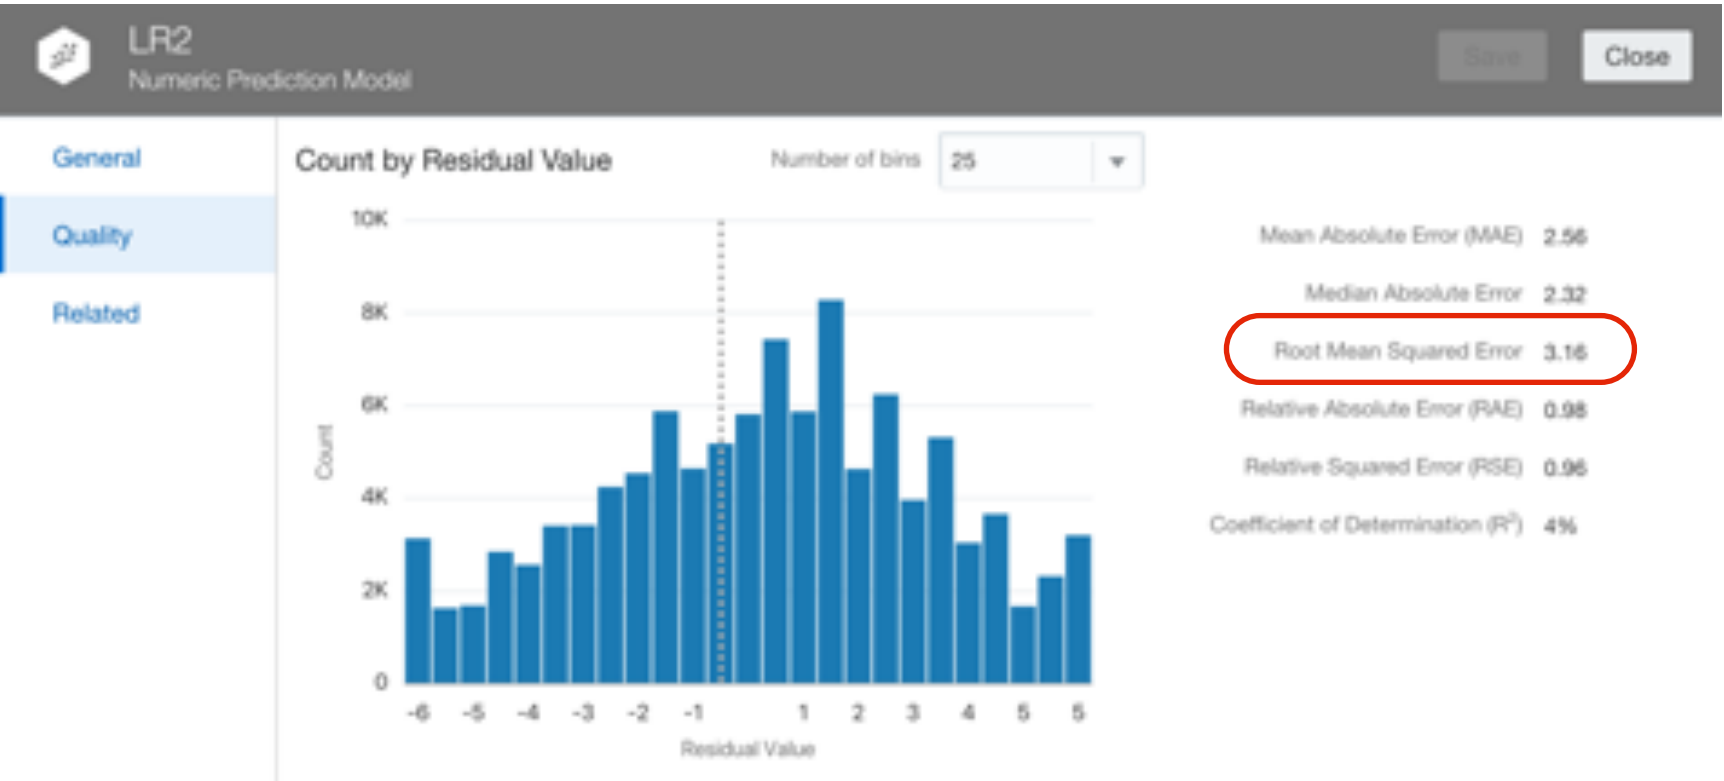 LR2
Numeric Prediction Model
Save
Close
General
Quality
Related
Count by Residual Value
Number of bins
25
10K
8K
6K
4K
2K
0
Count
-6 -5 -4 -3 -2 -1 1 2 3 4 5 5
Residual Value
Mean Absolute Error (MAE) 2.56
Median Absolute Error 2.32
Root Mean Squared Error 3.16
Relative Absolute Error (RAE) 0.98
Relative Squared Error (RSE) 0.96
Coefficient of Determination (R²) 4%